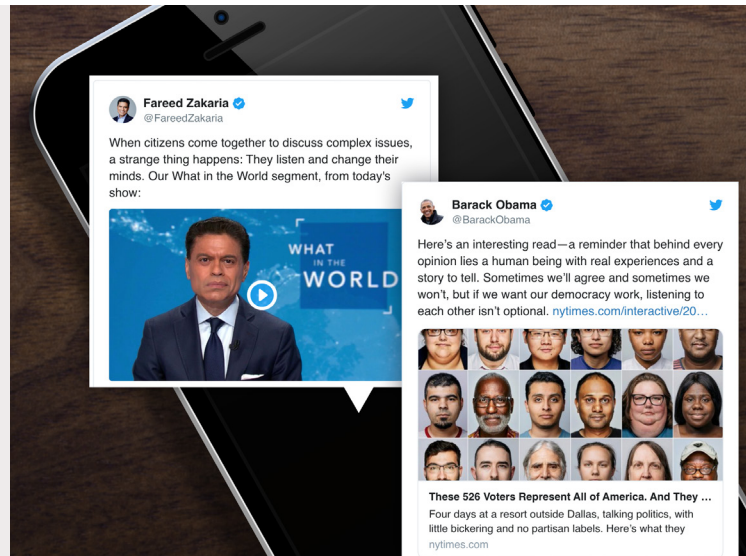 Fareed Zakaria
@FareedZakaria
When citizens come together to discuss complex issues,
a strange thing happens: They listen and change their
minds. Our What in the World segment, from today's
show:
WHAT
IN THE
WORLD
Barack Obama
@BarackObama
Here's an interesting read—a reminder that behind every
opinion lies a human being with real experiences and a
story to tell. Sometimes we'll agree and sometimes we
won't, but if we want our democracy work, listening to
each other isn't optional. nytimes.com/interactive/20…
These 526 Voters Represent All of America. And They ...
Four days at a resort outside Dallas, talking politics, with
little bickering and no partisan labels. Here's what they
nytimes.com